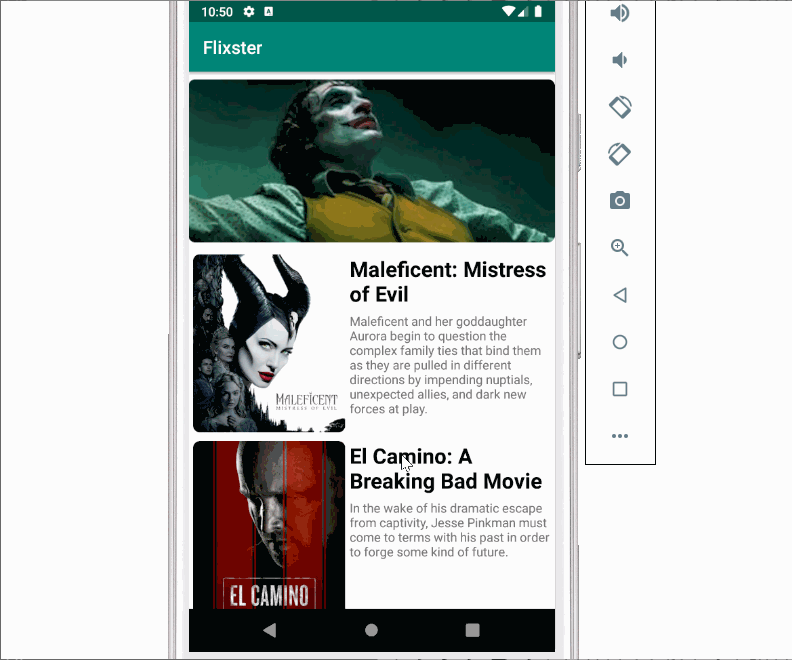 10:50
Flixster
Maleficent: Mistress
of Evil
Maleficent and her goddaughter
Aurora begin to question the
complex family ties that bind them
as they are pulled in different
directions by impending nuptials,
unexpected allies, and dark new
forces at play.
MALEFICENT
MISTRESS OF EVIL
El Camino: A
Breaking Bad Movie
In the wake of his dramatic escape
from captivity, Jesse Pinkman must
come to terms with his past in order
to forge some kind of future.
EL CAMINO